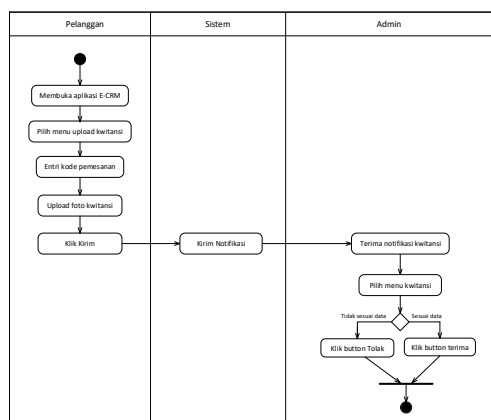 Pelanggan
Sistem
Admin
Membuka aplikasi E-CRM
Pilih menu upload kwitansi
Entri kode pemesanan
Upload foto kwitansi
Klik Kirim
Kirim Notifikasi
Terima notifikasi kwitansi
Pilih menu kwitansi
Tidak sesuai data
Sesuai data
Klik button Tolak
Klik button terima